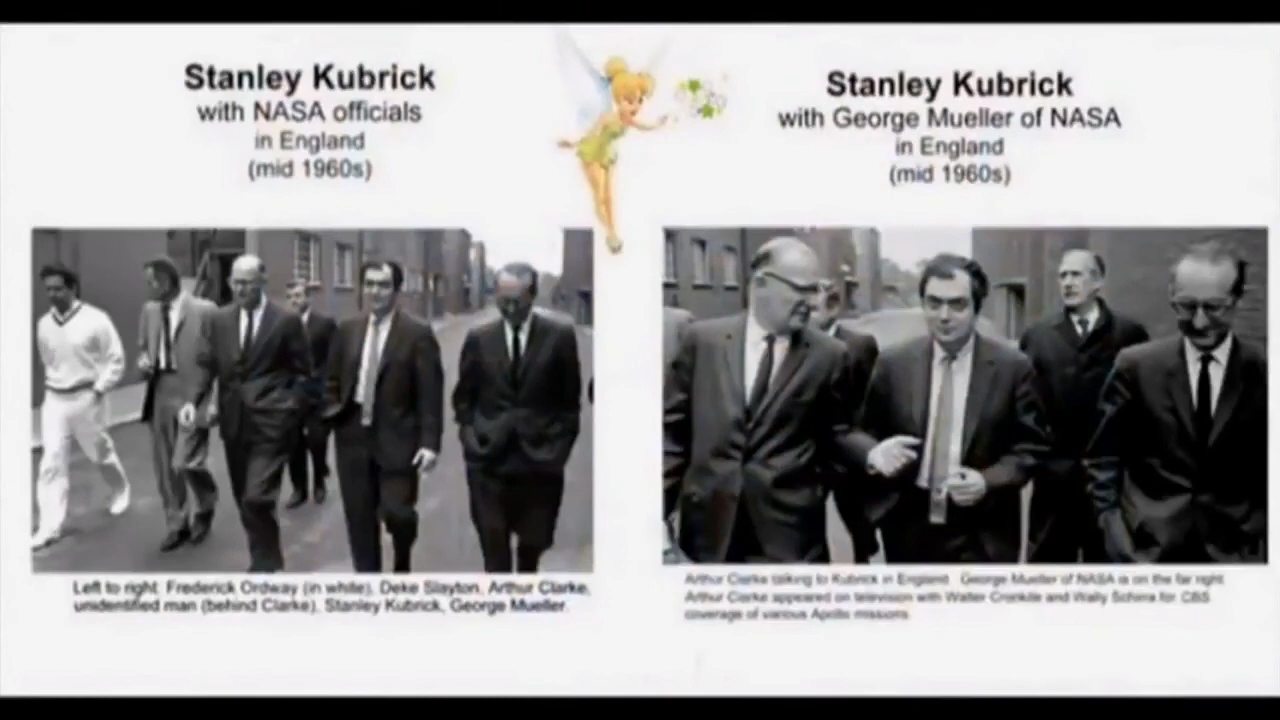 Stanley Kubrick
with NASA officials
in England
(mid 1960s)
Stanley Kubrick
with George Mueller of NASA
in England
(mid 1960s)
Left to right: Frederick Ordway (in white), Deke Slayton, Arthur Clarke,
unidentified man (behind Clarke), Stanley Kubrick, George Mueller.
Arthur Clarke talking to Kubrick in England. George Mueller of NASA is on the far right.
Arthur Clarke appeared on television with Walter Cronkite and Wally Schirra for CBS
coverage of various Apollo missions.